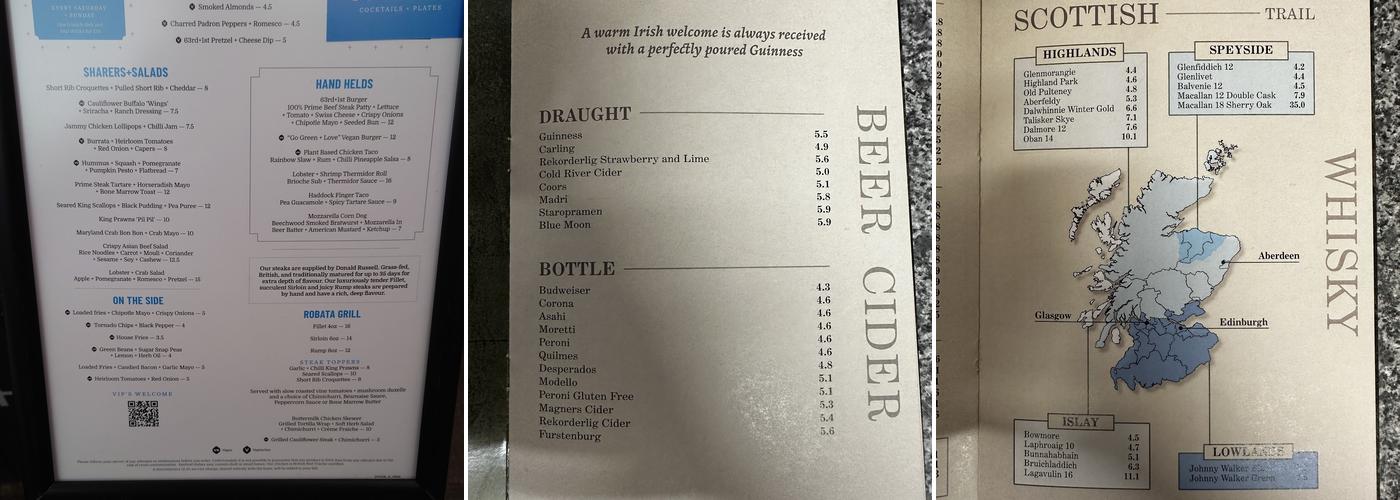 EVERY SATURDAY
+ SUNDAY
Smoked Almonds — 4.5
Charred Padron Peppers • Romesco — 4.5
63rd+1st Pretzel • Cheese Dip — 5
COCKTAILS + PLATES
SHARERS+SALADS
Short Rib Croquettes • Pulled Short Rib • Cheddar — 8
Cauliflower Buffalo 'Wings'
• Sriracha • Ranch Dressing — 7.5
Jammy Chicken Lollipops • Chilli Jam — 7.5
Burrata • Heirloom Tomatoes
• Red Onion • Capers — 8
Hummus • Squash • Pomegranate
• Pumpkin Pesto • Flatbread — 7
Prime Steak Tartare • Horseradish Mayo
• Bone Marrow Toast — 12
Seared King Scallops • Black Pudding • Pea Puree — 12
King Prawns 'Pil Pil' — 10
Maryland Crab Bon Bon • Crab Mayo — 10
Crispy Asian Beef Salad
Rice Noodles • Carrot • Mouli • Coriander
• Sesame • Soy • Cashew — 12.5
Lobster • Crab Salad
Apple • Pomegranate • Romesco • Pretzel — 15
ON THE SIDE
Loaded fries • Chipotle Mayo • Crispy Onions — 5
Tornado Chips • Black Pepper — 4
House Fries — 3.5
Green Beans • Sugar Snap Peas
• Lemon • Herb Oil — 4
Loaded Fries • Candied Bacon • Garlic Mayo — 5
Heirloom Tomatoes • Red Onion — 5
VIP'S WELCOME
HAND HELDS
63rd+1st Burger
100% Prime Beef Steak Patty • Lettuce
• Tomato • Swiss Cheese • Crispy Onions
• Chipotle Mayo • Seeded Bun — 12
"Go Green + Love" Vegan Burger — 12
Plant Based Chicken Taco
Rainbow Slaw • Rum • Chilli Pineapple Salsa — 8
Lobster • Shrimp Thermidor Roll
Brioche Sub • Thermidor Sauce — 16
Haddock Finger Taco
Pea Guacamole • Spicy Tartare Sauce — 9
Mozzarella Corn Dog
Beechwood Smoked Bratwurst • Mozzarella In
Beer Batter • American Mustard • Ketchup — 7
Our steaks are supplied by Donald Russell. Grass-fed,
British, and traditionally matured for up to 35 days for
extra depth of flavour. Our luxuriously tender Fillet,
succulent Sirloin and juicy Rump steaks are prepared
by hand and have a rich, deep flavour.
ROBATA GRILL
Fillet 4oz — 16
Sirloin 6oz — 14
Rump 8oz — 12
STEAK TOPPERS
Garlic • Chilli King Prawns — 8
Seared Scallops — 10
Short Rib Croquettes — 8
Served with slow roasted vine tomatoes • mushroom duxelle
and a choice of Chimichurri, Bearnaise Sauce,
Peppercorn Sauce or Bone Marrow Butter
Buttermilk Chicken Skewer
Grilled Tortilla Wrap • Soft Herb Salad
• Chimichurri • Crème Fraiche — 10
Grilled Cauliflower Steak • Chimichurri — 5
Vegan
Vegetarian
A warm Irish welcome is always received
with a perfectly poured Guinness
DRAUGHT
Guinness 5.5
Carling 4.9
Rekorderlig Strawberry and Lime 5.6
Cold River Cider 5.0
Coors 5.1
Madri 5.8
Staropramen 5.9
Blue Moon 5.9
BOTTLE
Budweiser 4.3
Corona 4.6
Asahi 4.6
Moretti 4.6
Peroni 4.6
Quilmes 4.6
Desperados 4.8
Modello 5.1
Peroni Gluten Free 5.1
Magners Cider 5.3
Rekorderlig Cider 5.4
Furstenburg 5.6
BEER CIDER
SCOTTISH TRAIL
HIGHLANDS
Glenmorangie 4.4
Highland Park 4.6
Old Pulteney 4.8
Aberfeldy 5.3
Dalwhinnie Winter Gold 6.6
Talisker Skye 7.1
Dalmore 12 7.6
Oban 14 10.1
SPEYSIDE
Glenfiddich 12 4.2
Glenlivet 4.4
Balvenie 12 4.5
Macallan 12 Double Cask 7.9
Macallan 18 Sherry Oak 35.0
WHISKY
Aberdeen
Glasgow
Edinburgh
ISLAY
Bowmore 4.5
Laphroaig 10 4.7
Bunnahabhain 5.1
Bruichladdich 6.3
Lagavulin 16 11.1
LOWLANDS
Johnny Walker
Johnny Walker Green 7.5